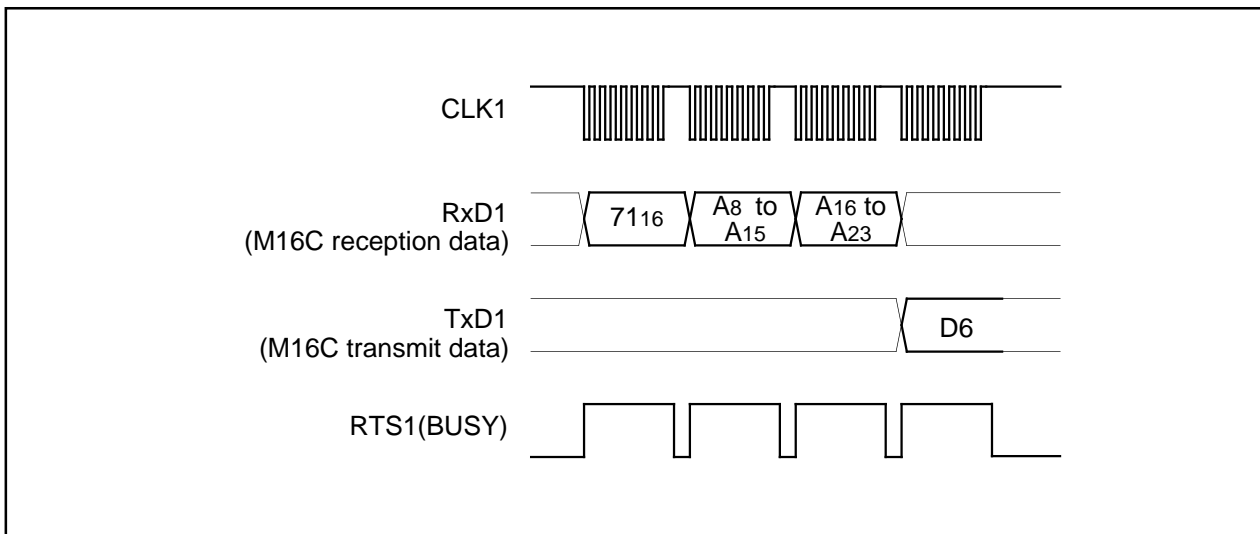 CLK1
RxD1
(M16C reception data)
7116
A8 to
A15
A16 to
A23
TxD1
(M16C transmit data)
D6
RTS1(BUSY)